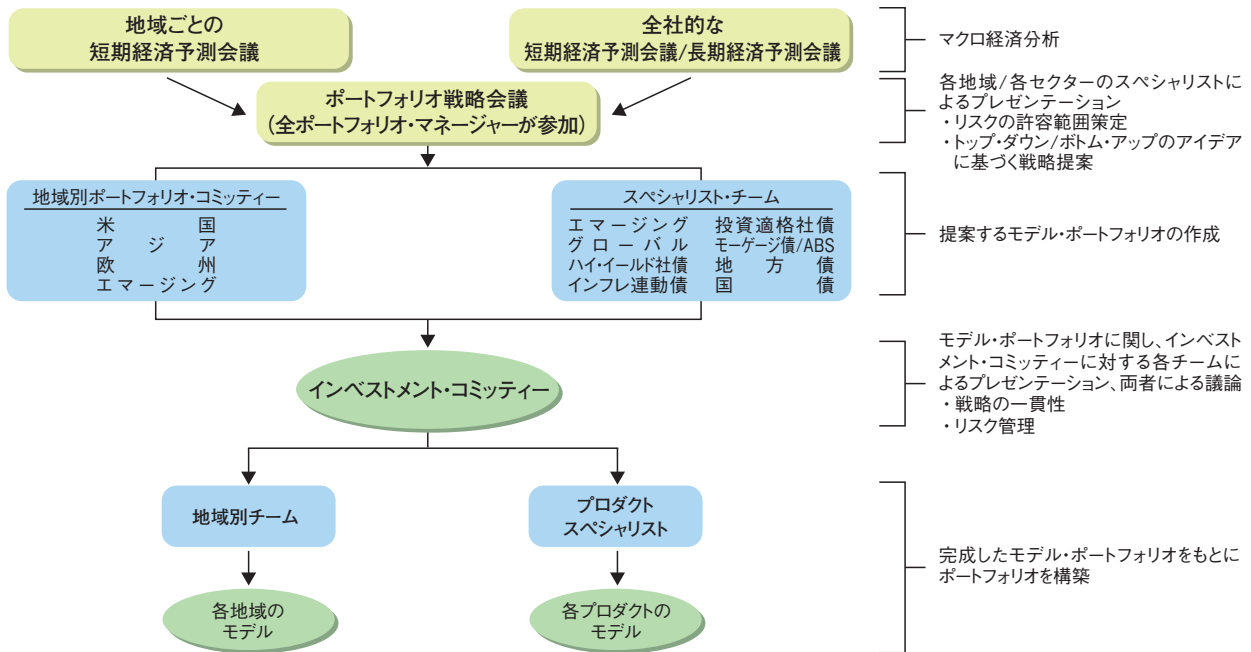 地域ごとの
短期経済予測会議
全社的な
短期経済予測会議/長期経済予測会議
マクロ経済分析
ポートフォリオ戦略会議
(全ポートフォリオ・マネージャーが参加)
各地域/各セクターのスペシャリストに
よるプレゼンテーション
・リスクの許容範囲策定
・トップ・ダウン/ボトム・アップのアイデア
に基づく戦略提案
地域別ポートフォリオ・コミッティー
米国
アジア
欧州
エマージング
スペシャリスト・チーム
エマージング 投資適格社債
グローバル モーゲージ債/ABS
ハイ・イールド社債 地方債
インフレ連動債 国債
提案するモデル・ポートフォリオの作成
インベストメント・コミッティー
モデル・ポートフォリオに関し、インベスト
メント・コミッティーに対する各チームに
よるプレゼンテーション、両者による議論
・戦略の一貫性
・リスク管理
地域別チーム
プロダクト
スペシャリスト
各地域の
モデル
各プロダクトの
モデル
完成したモデル・ポートフォリオをもとに
ポートフォリオを構築